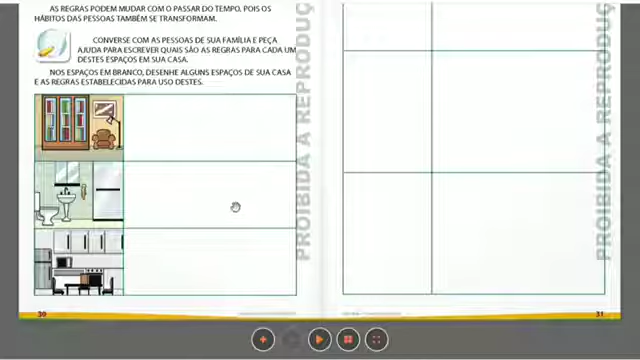 AS REGRAS PODEM MUDAR COM O PASSAR DO TEMPO, POIS OS
HÁBITOS DAS PESSOAS TAMBÉM SE TRANSFORMAM.
CONVERSE COM AS PESSOAS DE SUA FAMÍLIA E PEÇA
AJUDA PARA ESCREVER QUAIS SÃO AS REGRAS PARA CADA UM
DESTES ESPAÇOS EM SUA CASA.
NOS ESPAÇOS EM BRANCO, DESENHE ALGUNS ESPAÇOS DE SUA CASA
E AS REGRAS ESTABELECIDAS PARA USO DESTES.
PROIBIDA A REPRODUÇ
30
PROIBIDA A REPRODUÇ
31